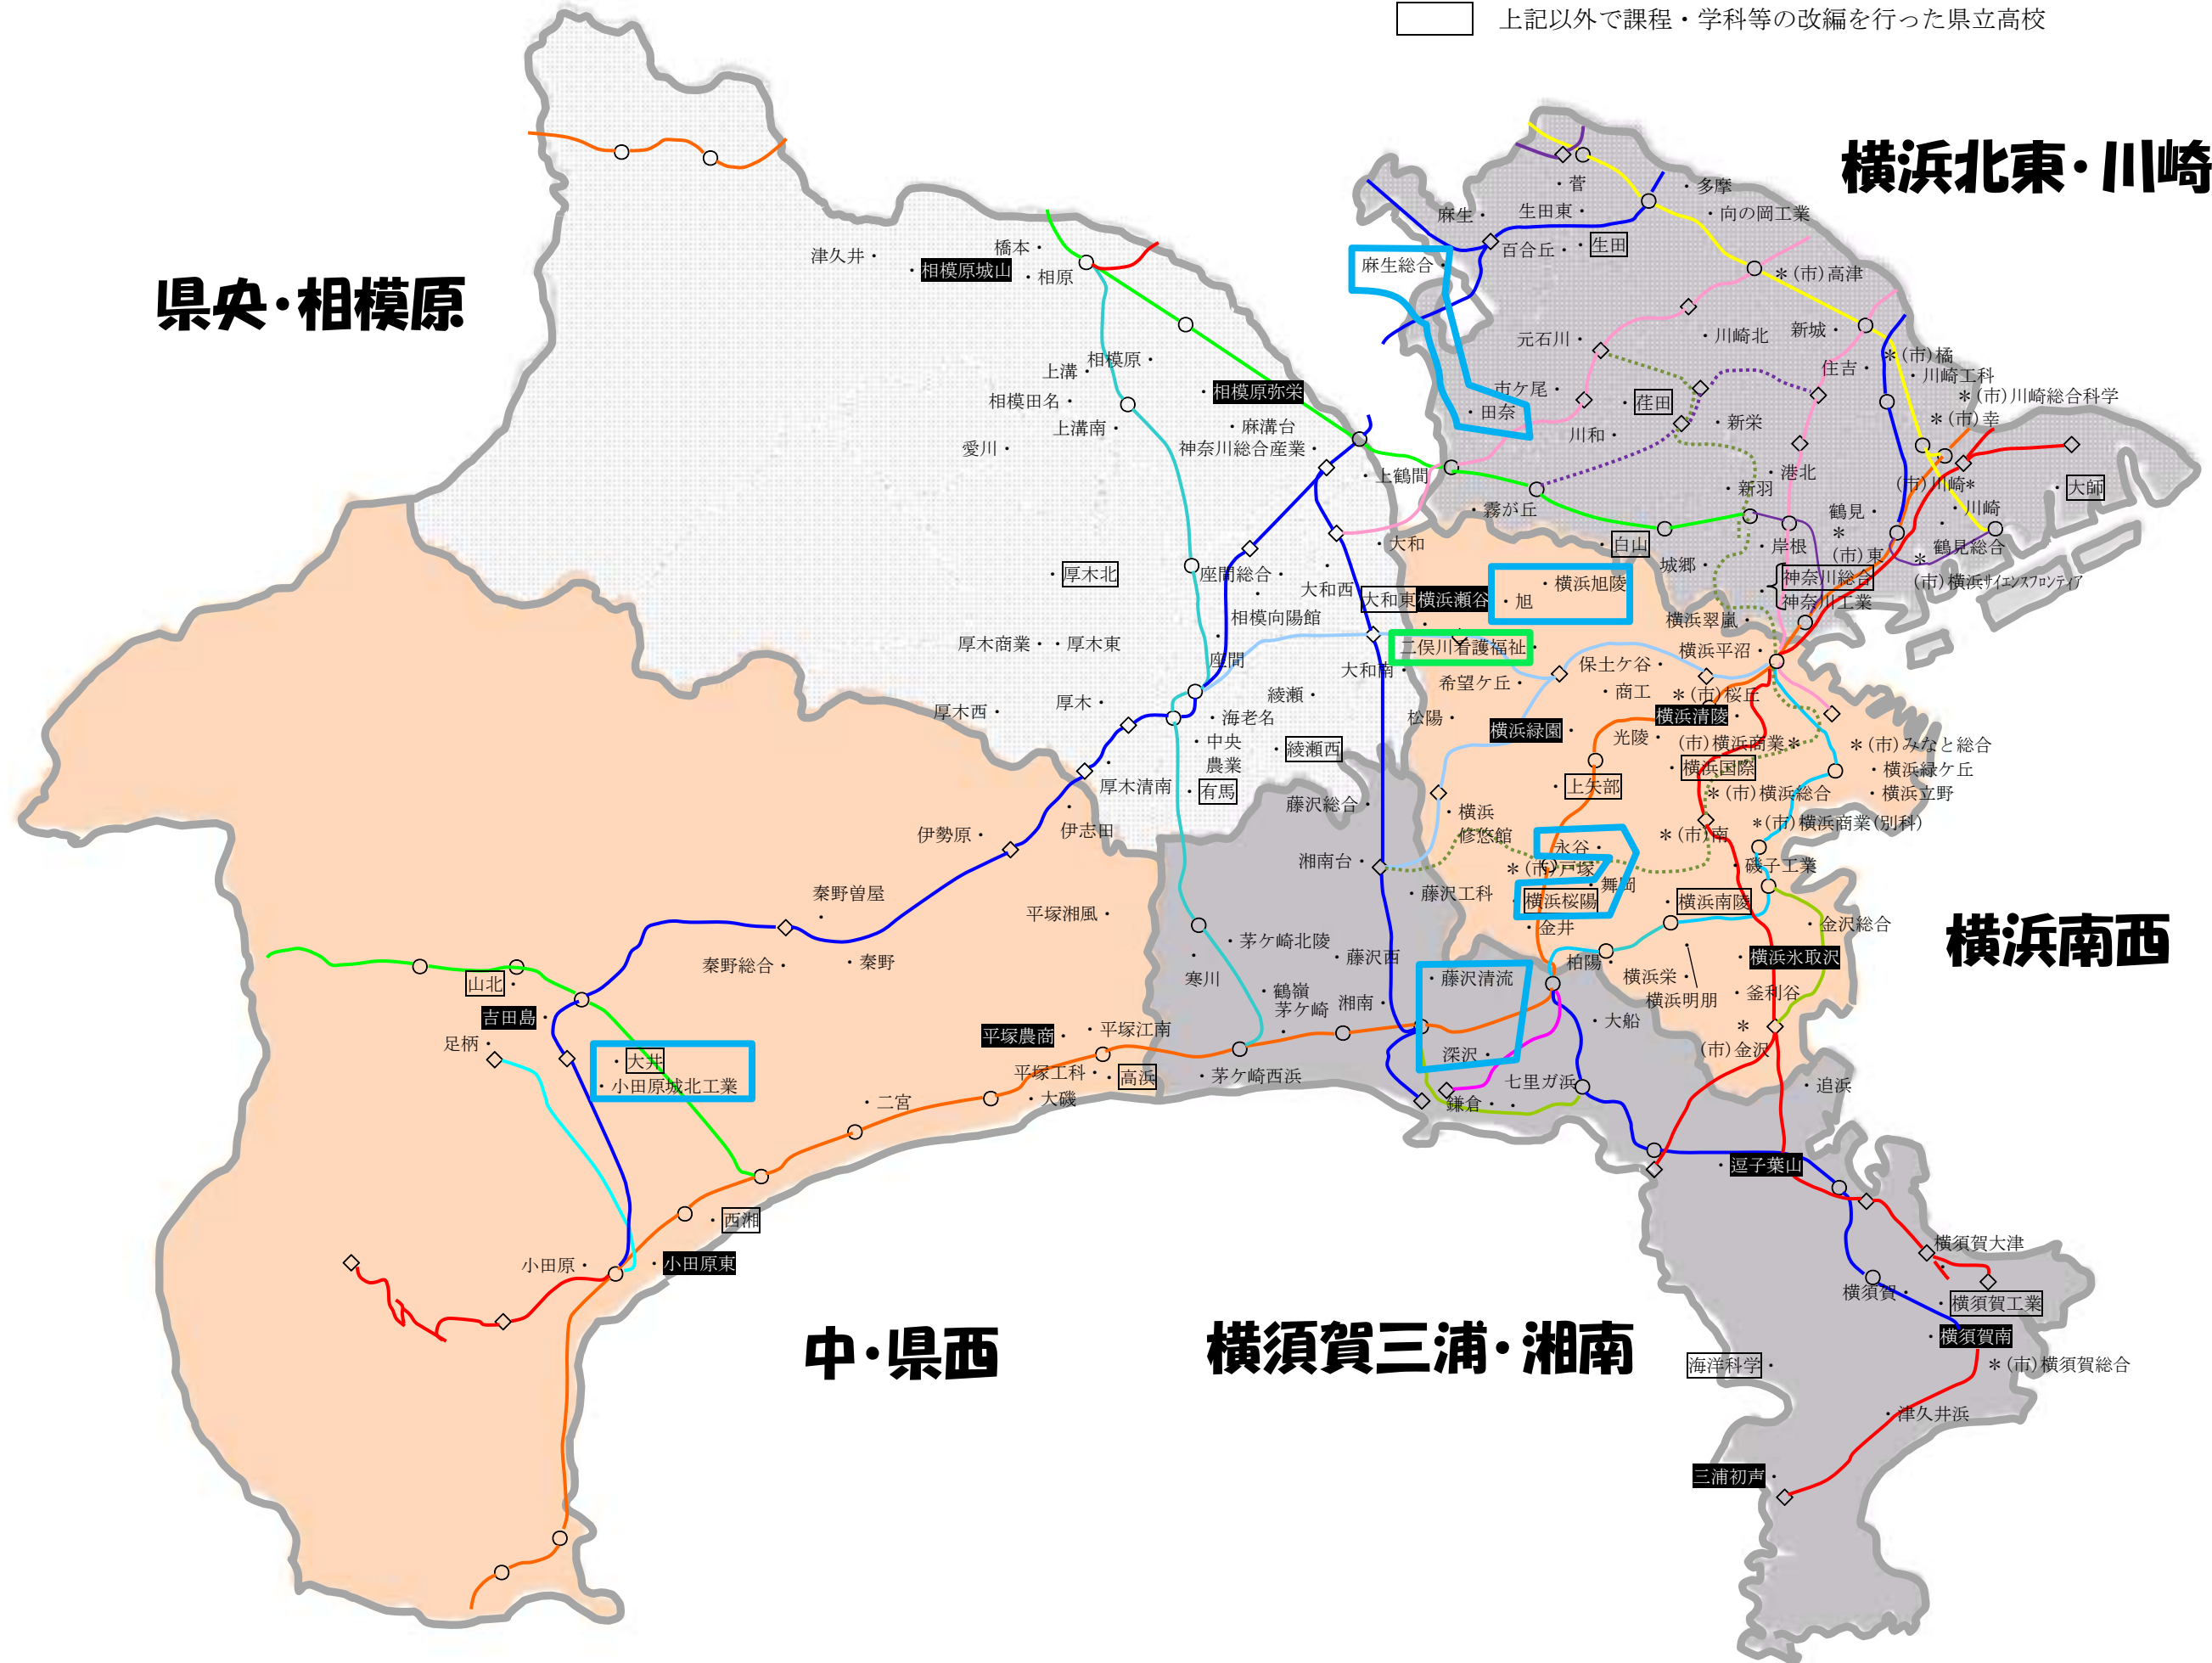 上記以外で課程・学科等の改編を行った県立高校
横浜北東・川崎
県央・相模原
・菅
・多摩
麻生・
生田東・
・向の岡工業
橋本・
津久井・
・相模原城山
・相原
百合丘・
・生田
麻生総合・
＊(市)高津
元石川・
・川崎北
新城・
相模原・
上溝・
＊(市)橘
住吉・
・川崎工科
・相模原弥栄
市ケ尾・
・荏田
＊(市)川崎総合科学
相模田名・
・田奈
＊(市)幸
上溝南・
・麻溝台
川和・
・新栄
愛川・
神奈川総合産業・
・上鶴間
・港北
・新羽
(市)川崎＊
・大師
・霧が丘
鶴見・
・川崎
・大和
・白山
・岸根
＊
(市)東
・
鶴見総合
城郷・
・厚木北
座間総合・
・
大和西
・横浜旭陵
・神奈川総合
神奈川工業
＊
(市)横浜ｻｲｴﾝｽﾌﾛﾝﾃｨｱ
・
相模向陽館
大和東
・
横浜瀬谷
・旭
横浜翠嵐・
厚木商業・
・厚木東
・
座間
二俣川看護福祉・
横浜平沼・
大和南・
保土ケ谷・
希望ケ丘・
・商工
＊(市)桜丘
厚木西・
厚木・
綾瀬・
・海老名
松陽・
横浜緑園・
横浜清陵・
・中央
農業
・綾瀬西
光陵・
(市)横浜商業＊
＊(市)みなと総合
・横浜国際
・横浜緑ケ丘
・
厚木清南
・有馬
・上矢部
＊(市)横浜総合
・横浜立野
藤沢総合・
・横浜
修悠館
・
伊志田
伊勢原・
＊(市)南
＊(市)横浜商業(別科)
湘南台・
永谷・
＊(市)戸塚
・磯子工業
・舞岡
秦野曽屋
・
・藤沢工科
・横浜桜陽
・横浜南陵
平塚湘風・
・金井
・金沢総合
・茅ケ崎北陵
・藤沢西
秦野総合・
・秦野
・
寒川
柏陽・
・横浜氷取沢
横浜南西
山北・
・藤沢清流
横浜栄・
・
横浜明朋
・釜利谷
・鶴嶺
茅ケ崎
・
湘南・
吉田島・
平塚農商・
・平塚江南
・大船
＊
(市)金沢
足柄・
・大井
・小田原城北工業
深沢・
平塚工科・
・高浜
・茅ケ崎西浜
七里ガ浜
・
鎌倉・
・追浜
・二宮
・大磯
・逗子葉山
・西湘
小田原・
・小田原東
横須賀大津
・
横須賀・
・横須賀工業
・横須賀南
中・県西
横須賀三浦・湘南
海洋科学・
＊(市)横須賀総合
・津久井浜
三浦初声・